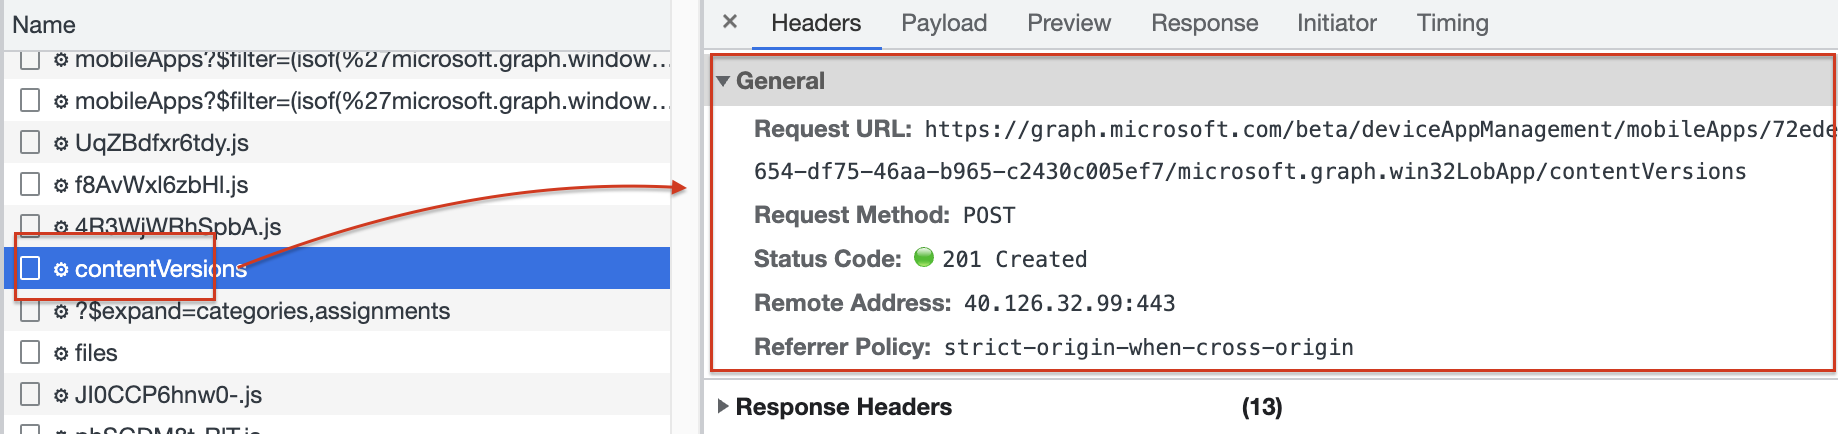 Name
mobileApps?$filter=(isof(%27microsoft.graph.window...
mobileApps?$filter=(isof(%27microsoft.graph.window...
UqZBdfxr6tdy.js
f8AvWxl6zbHl.js
4R3WjWRhSpbA.js
contentVersions
?$expand=categories,assignments
files
JI0CCP6hnw0-.js
× Headers Payload Preview Response Initiator Timing
General
Request URL: https://graph.microsoft.com/beta/deviceAppManagement/mobileApps/72ede
654-df75-46aa-b965-c2430c005ef7/microsoft.graph.win32LobApp/contentVersions
Request Method: POST
Status Code: 201 Created
Remote Address: 40.126.32.99:443
Referrer Policy: strict-origin-when-cross-origin
Response Headers (13)